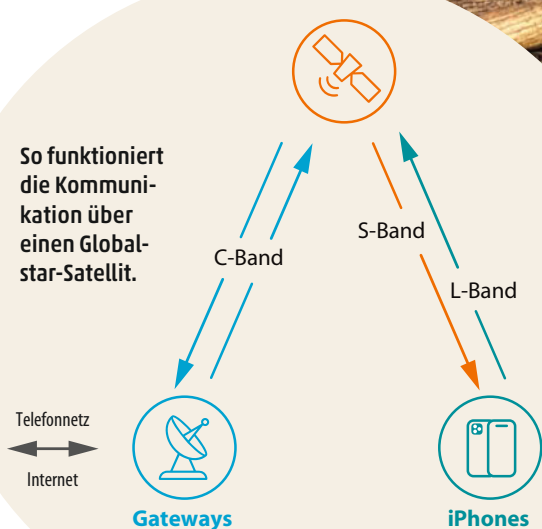 So funktioniert
die Kommuni-
kation über
einen Global-
star-Satellit.
C-Band
S-Band
L-Band
Telefonnetz
Internet
Gateways
iPhones